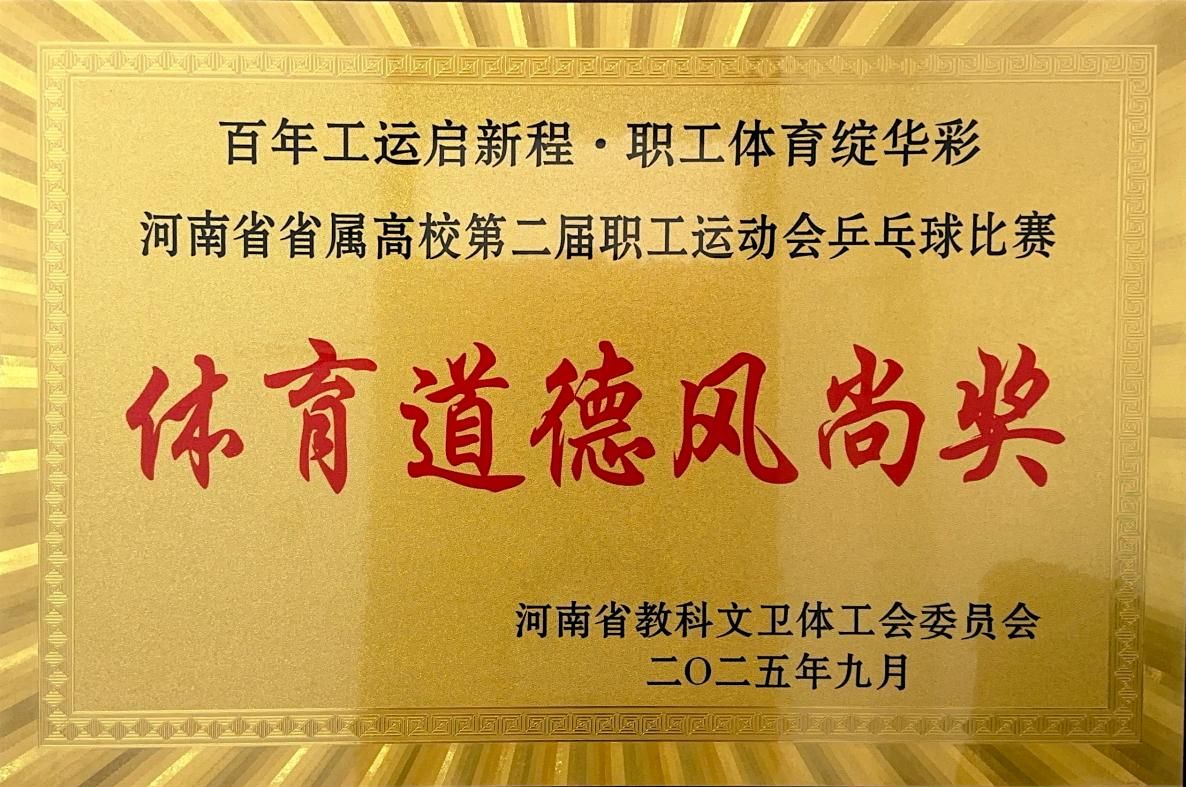 百年工运启新程·职工体育绽华彩
河南省省属高校第二届职工运动会乒乓球比赛
体育道德风尚奖
河南省教科文卫体工会委员会
二〇二五年九月